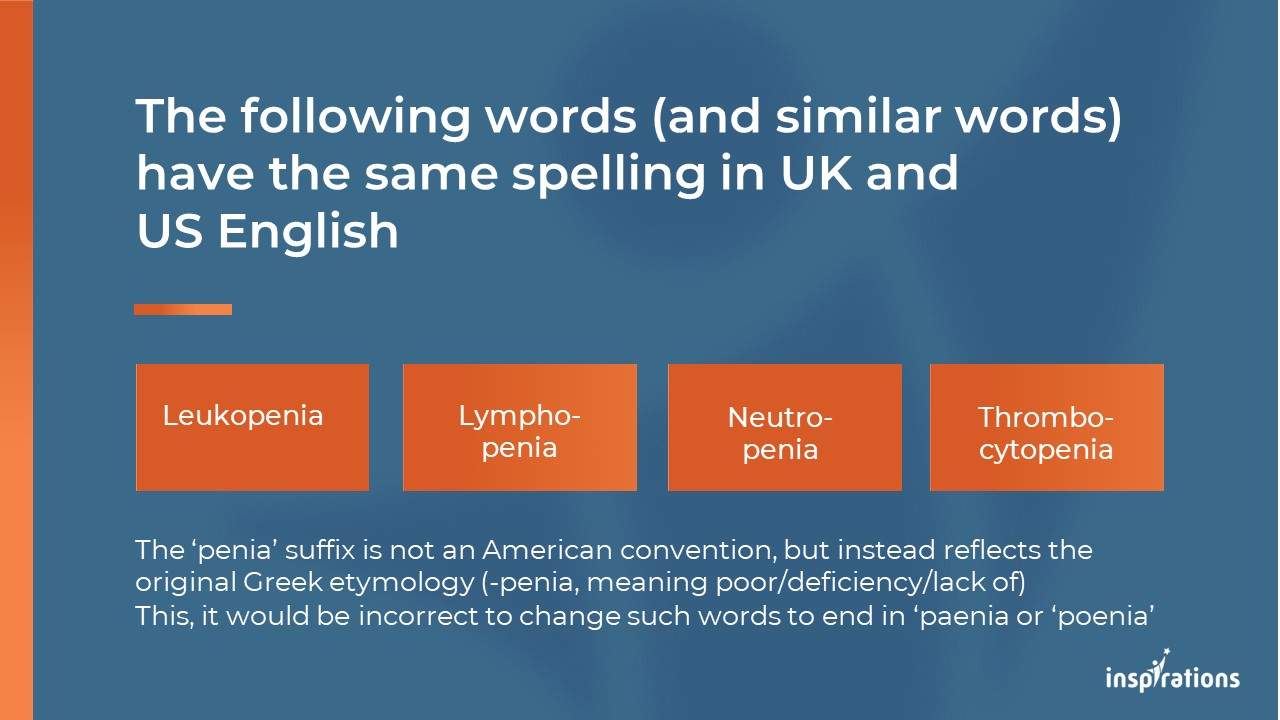 The following words (and similar words)
have the same spelling in UK and
US English
Leukopenia
Lympho-
penia
Neutro-
penia
Thrombo-
cytopenia
The ‘penia’ suffix is not an American convention, but instead reflects the
original Greek etymology (-penia, meaning poor/deficiency/lack of)
This, it would be incorrect to change such words to end in ‘paenia or ‘poenia’
inspirations